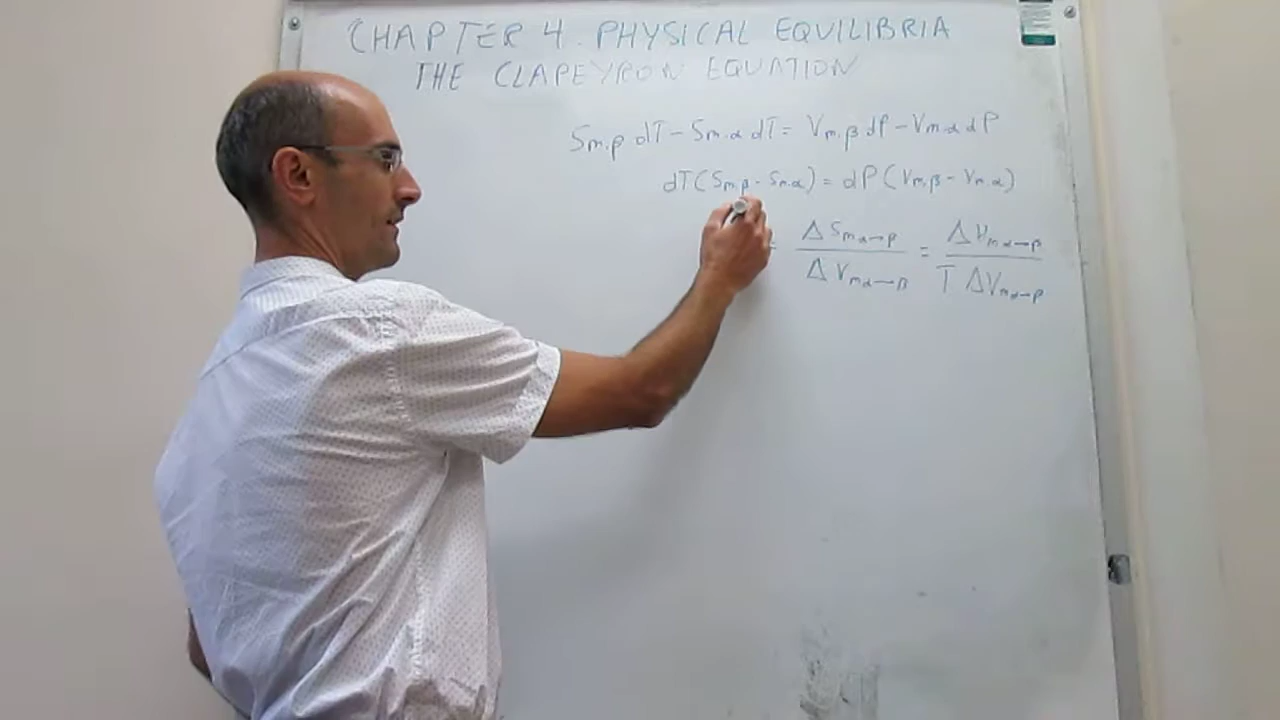 CHAPTER 4. PHYSICAL EQUILIBRIA
THE CLAPEYRON EQUATION
Sm,β dT - Sm,α dT = Vm,β dP - Vm,α dP
dT(Sm,β - Sm,α) = dP(Vm,β - Vm,α)
= ΔSm α→β / ΔVm α→β = ΔHm α→β / T ΔVm α→β